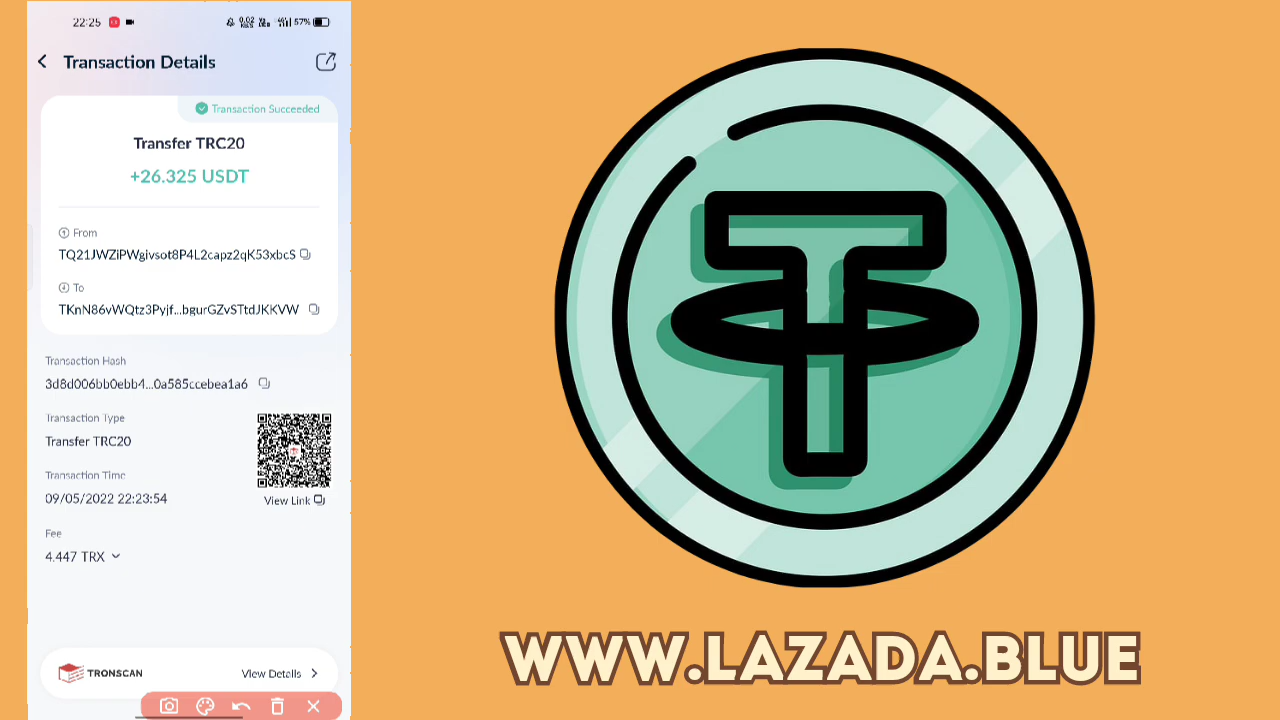 22:25
57%
Transaction Details
Transaction Succeeded
Transfer TRC20
+26.325 USDT
From
TQ21JWZiPWgivsot8P4L2capz2qK53xbcS
To
TKnN86vWQtz3Pyjf...bgurGZvSTtdJKKVW
Transaction Hash
3d8d006bb0ebb4...0a585ccebea1a6
Transaction Type
Transfer TRC20
Transaction Time
09/05/2022 22:23:54
View Link
Fee
4.447 TRX
TRONSCAN
View Details
WWW.LAZADA.BLUE